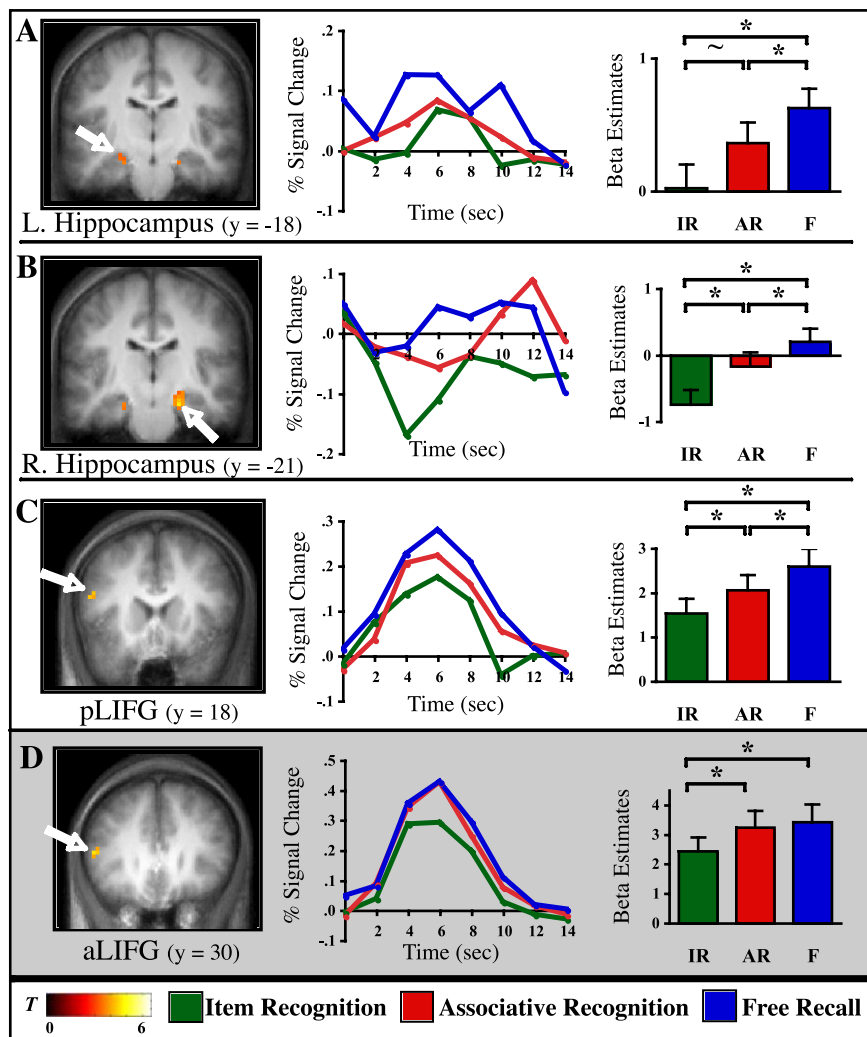 A
L. Hippocampus (y = -18)
% Signal Change
.1
.0
-.1
2 4 6 8 10 12 14
Time (sec)
Beta Estimates
1
0
* ~ *
IR AR F
B
R. Hippocampus (y = -21)
% Signal Change
.1
.0
-.1
-.2
2 4 6 8 10 12 14
Time (sec)
Beta Estimates
1
0
-1
* * *
IR AR F
C
pLIFG (y = 18)
% Signal Change
.3
.2
.1
.0
-.1
2 4 6 8 10 12 14
Time (sec)
Beta Estimates
3
2
1
0
* * *
IR AR F
D
aLIFG (y = 30)
% Signal Change
.5
.4
.3
.2
.1
.0
-.1
2 4 6 8 10 12 14
Time (sec)
Beta Estimates
4
3
2
1
0
* *
IR AR F
T
0 6
Item Recognition Associative Recognition Free Recall